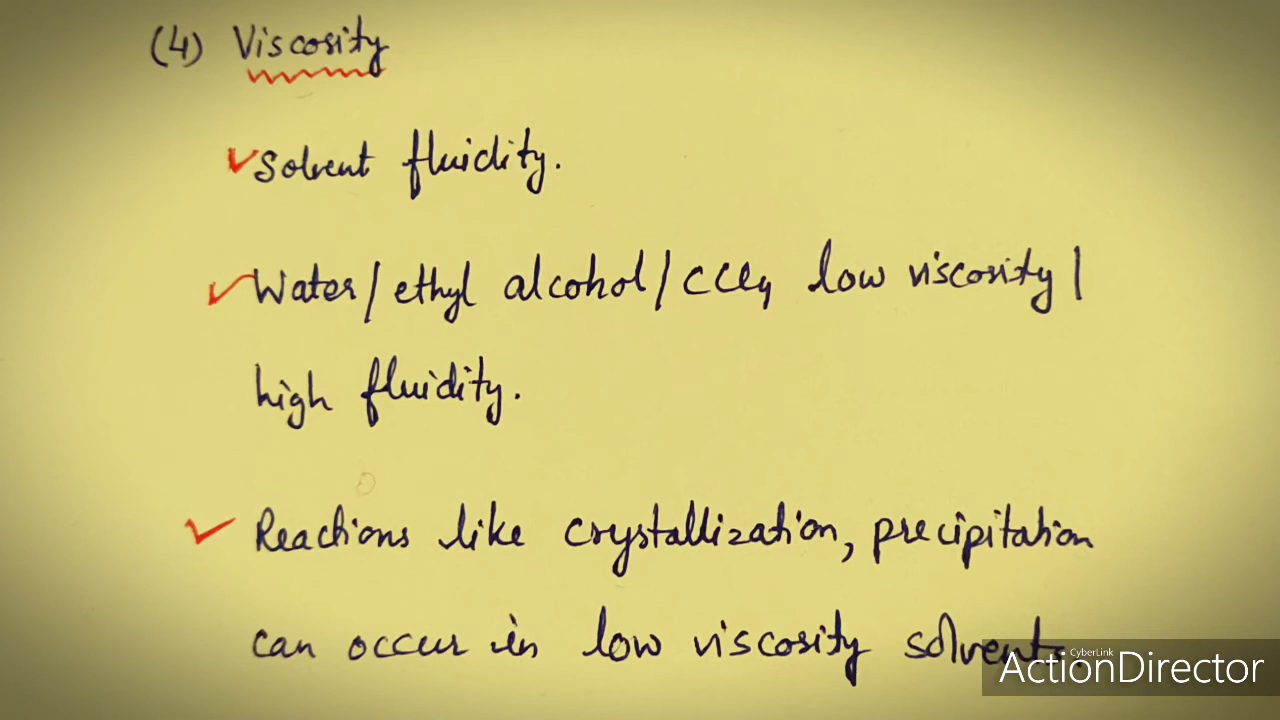 (4) Viscosity
Solvent fluidity.
Water/ethyl alcohol/CCl4 low viscosity/
high fluidity.
Reactions like crystallization, precipitation
can occur in low viscosity solvents.
CyberLink
ActionDirector